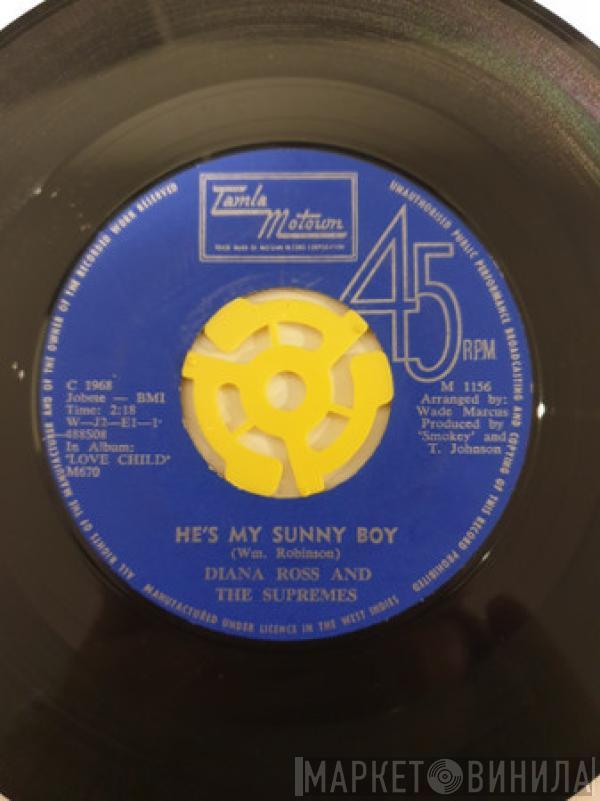 Tamla
Motown
TRADE MARK OF MOTOWN RECORD CORPORATION
45
RPM
C 1968
Jobete — BMI
Time: 2:18
W—J2—E1—1
488S08
In Album:
"LOVE CHILD"
M670
M 1156
Arranged by:
Wade Marcus
Produced by
"Smokey" and
T. Johnson
HE'S MY SUNNY BOY
(Wm. Robinson)
DIANA ROSS AND
THE SUPREMES
ALL RIGHTS OF THE MANUFACTURER AND OF THE OWNER OF THE RECORDED WORK RESERVED
UNAUTHORISED PUBLIC PERFORMANCE BROADCASTING AND COPYING OF THIS RECORD PROHIBITED
MANUFACTURED UNDER LICENCE IN THE WEST INDIES
МАРКЕТ ВИНИЛА